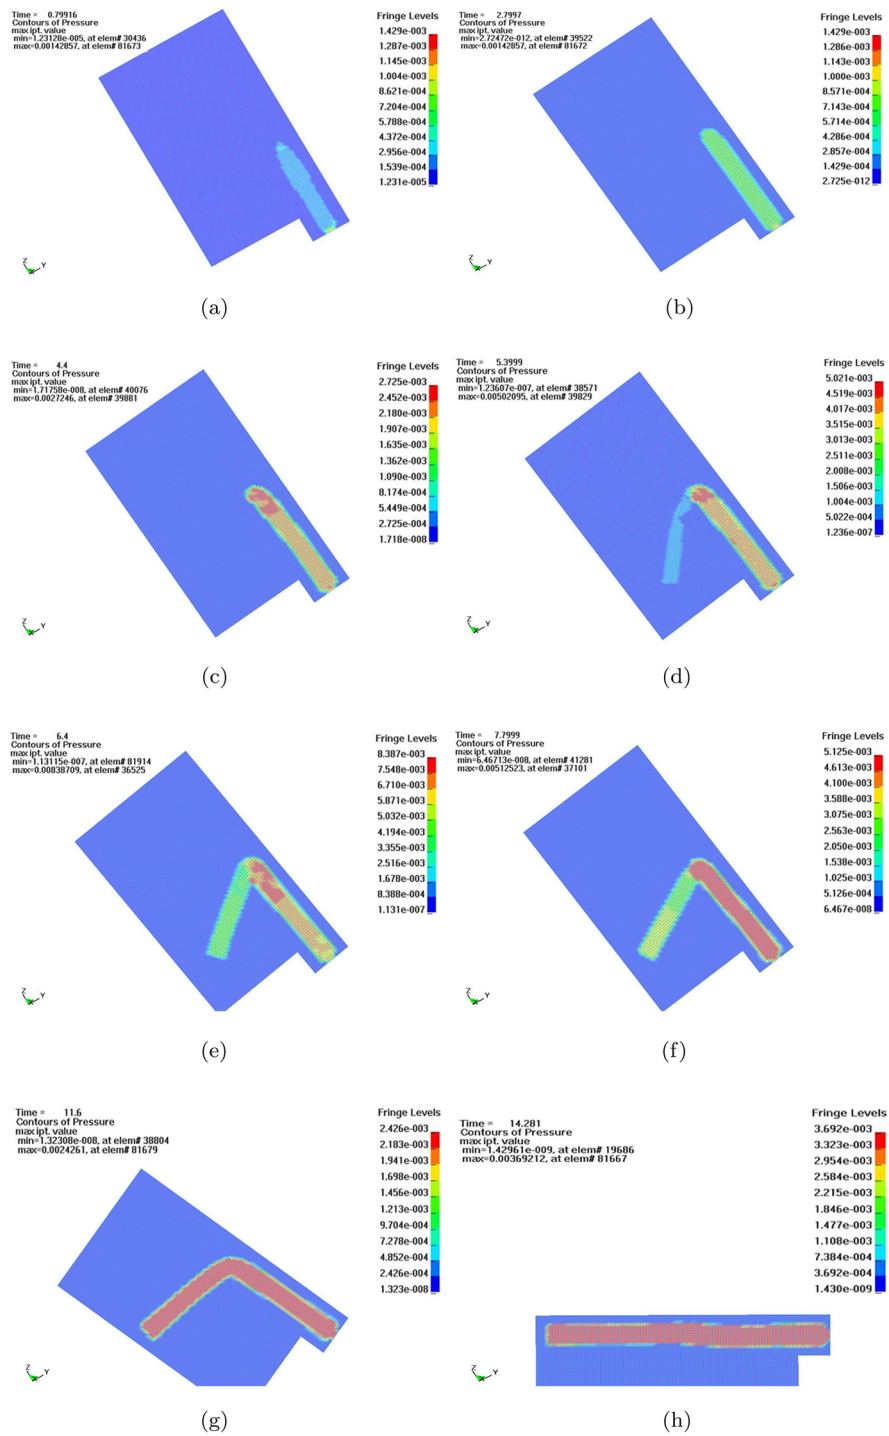 Time = 0.79916
Contours of Pressure
max ipt. value
min=1.23128e-005, at elem# 30436
max=0.00142857, at elem# 81673
Fringe Levels
1.429e-003
1.287e-003
1.145e-003
1.004e-003
8.621e-004
7.204e-004
5.788e-004
4.372e-004
2.956e-004
1.539e-004
1.231e-005
Z
Y
X
(a)
Time = 2.7997
Contours of Pressure
max ipt. value
min=2.72472e-012, at elem# 39522
max=0.00142857, at elem# 81672
Fringe Levels
1.429e-003
1.286e-003
1.143e-003
1.000e-003
8.571e-004
7.143e-004
5.714e-004
4.286e-004
2.857e-004
1.429e-004
2.725e-012
Z
Y
X
(b)
Time = 4.4
Contours of Pressure
max ipt. value
min=1.71758e-008, at elem# 40076
max=0.0027246, at elem# 39881
Fringe Levels
2.725e-003
2.452e-003
2.180e-003
1.907e-003
1.635e-003
1.362e-003
1.090e-003
8.174e-004
5.449e-004
2.725e-004
1.718e-008
Z
Y
X
(c)
Time = 5.3999
Contours of Pressure
max ipt. value
min=1.23607e-007, at elem# 38571
max=0.00502095, at elem# 39829
Fringe Levels
5.021e-003
4.519e-003
4.017e-003
3.515e-003
3.013e-003
2.511e-003
2.008e-003
1.506e-003
1.004e-003
5.022e-004
1.236e-007
Z
Y
X
(d)
Time = 6.4
Contours of Pressure
max ipt. value
min=1.13115e-007, at elem# 81914
max=0.00838709, at elem# 36525
Fringe Levels
8.387e-003
7.548e-003
6.710e-003
5.871e-003
5.032e-003
4.194e-003
3.355e-003
2.516e-003
1.678e-003
8.388e-004
1.131e-007
Z
Y
X
(e)
Time = 7.7999
Contours of Pressure
max ipt. value
min=6.46713e-008, at elem# 41281
max=0.00512523, at elem# 37101
Fringe Levels
5.125e-003
4.613e-003
4.100e-003
3.588e-003
3.075e-003
2.563e-003
2.050e-003
1.538e-003
1.025e-003
5.126e-004
6.467e-008
Z
Y
X
(f)
Time = 11.6
Contours of Pressure
max ipt. value
min=1.32308e-008, at elem# 38804
max=0.0024261, at elem# 81679
Fringe Levels
2.426e-003
2.183e-003
1.941e-003
1.698e-003
1.456e-003
1.213e-003
9.704e-004
7.278e-004
4.852e-004
2.426e-004
1.323e-008
Z
Y
X
(g)
Time = 14.281
Contours of Pressure
max ipt. value
min=1.42961e-009, at elem# 19686
max=0.00369212, at elem# 81667
Fringe Levels
3.692e-003
3.323e-003
2.954e-003
2.584e-003
2.215e-003
1.846e-003
1.477e-003
1.108e-003
7.384e-004
3.692e-004
1.430e-009
Z
Y
X
(h)